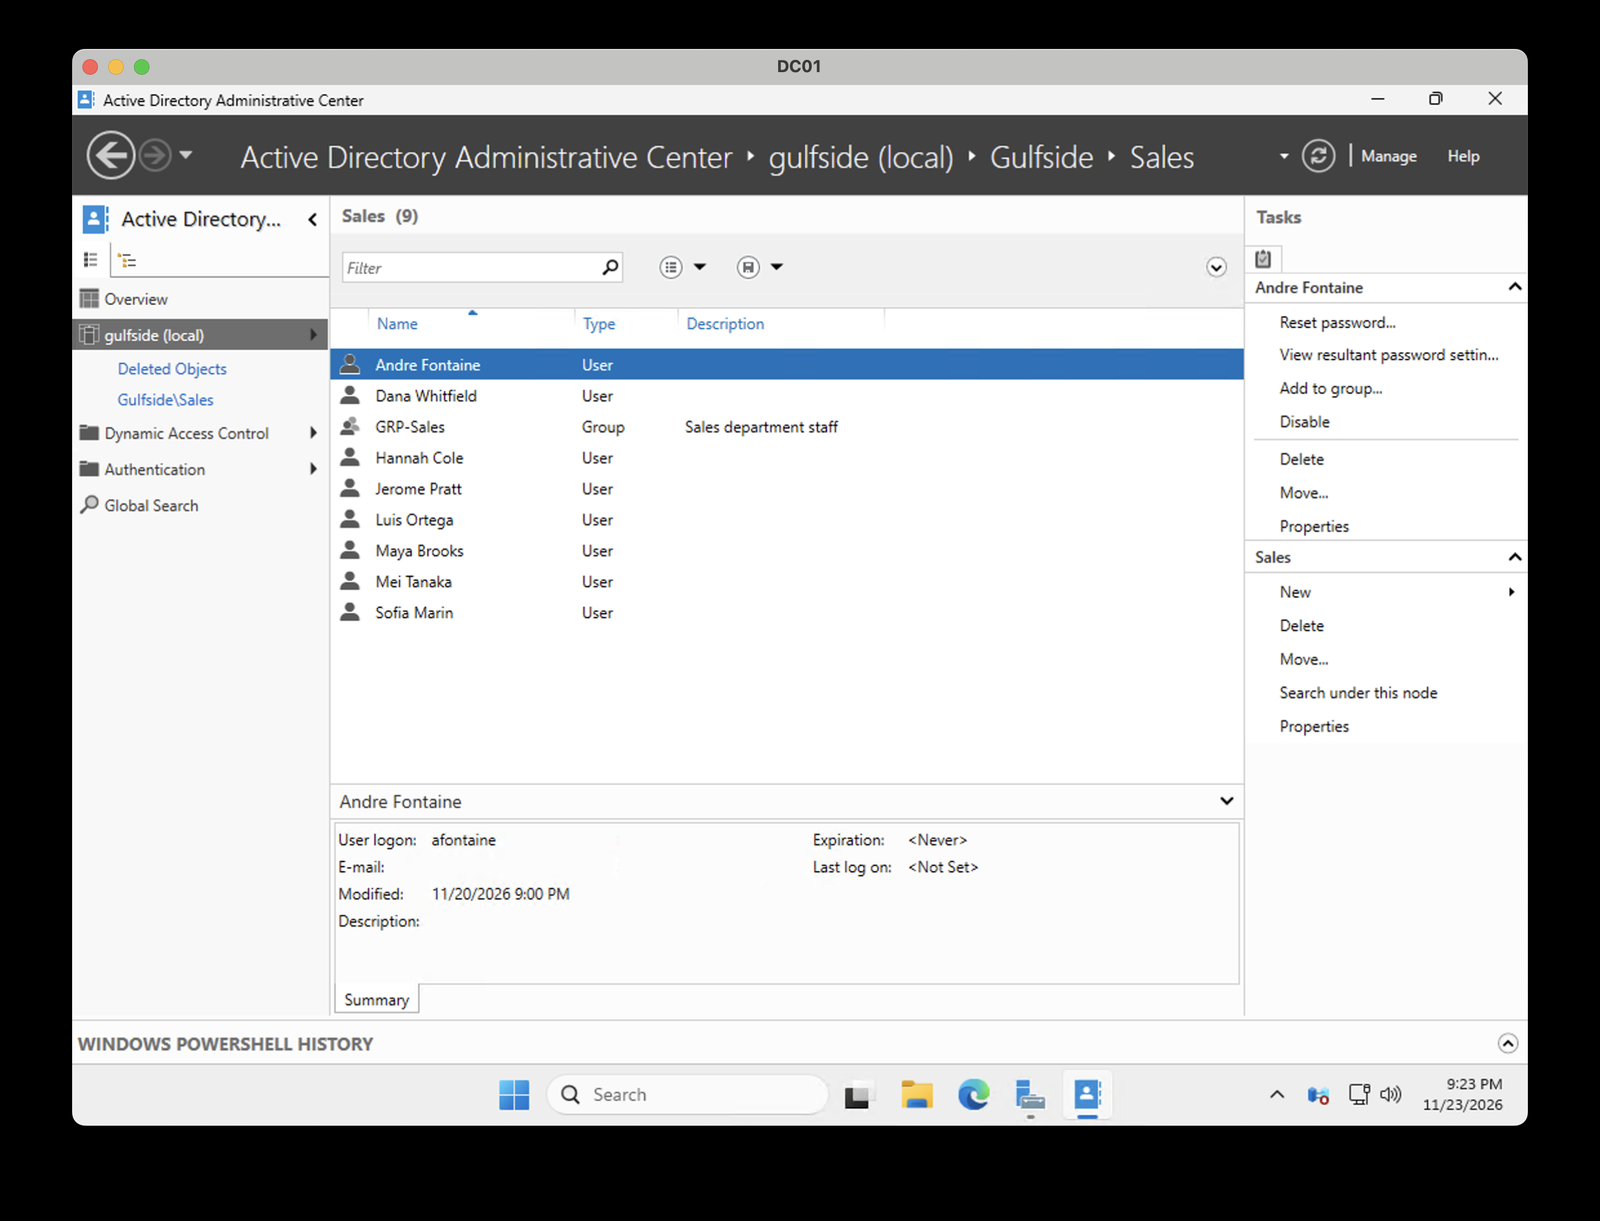 DC01
Active Directory Administrative Center
Active Directory Administrative Center gulfside (local) Gulfside Sales
Manage Help
Active Directory...
Overview
gulfside (local)
Deleted Objects
Gulfside\Sales
Dynamic Access Control
Authentication
Global Search
Sales (9)
Filter
Name Type Description
Andre Fontaine User
Dana Whitfield User
GRP-Sales Group Sales department staff
Hannah Cole User
Jerome Pratt User
Luis Ortega User
Maya Brooks User
Mei Tanaka User
Sofia Marin User
Andre Fontaine
User logon: afontaine Expiration: <Never>
E-mail: Last log on: <Not Set>
Modified: 11/20/2026 9:00 PM
Description:
Summary
Tasks
Andre Fontaine
Reset password...
View resultant password settin...
Add to group...
Disable
Delete
Move...
Properties
Sales
New
Delete
Move...
Search under this node
Properties
WINDOWS POWERSHELL HISTORY
Search
9:23 PM
11/23/2026